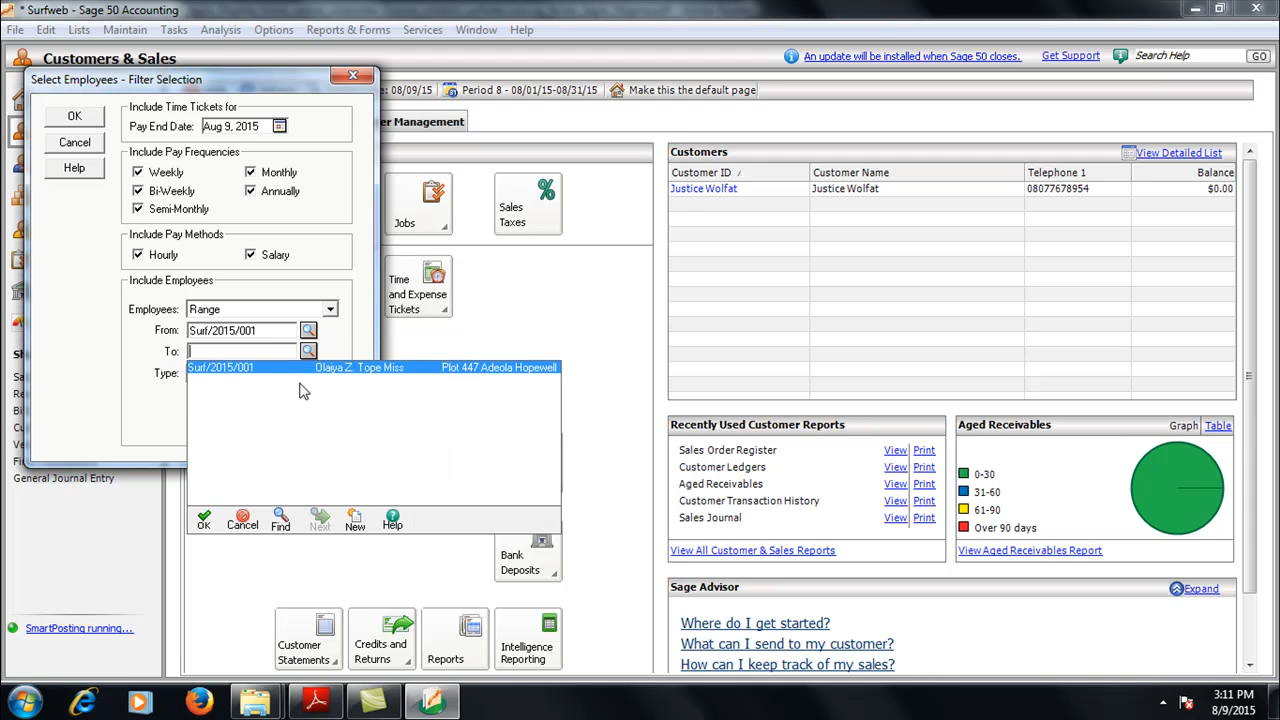 * Surfweb - Sage 50 Accounting
File Edit Lists Maintain Tasks Analysis Options Reports & Forms Services Window Help
Customers & Sales
An update will be installed when Sage 50 closes.
Get Support
Search Help
GO
Select Employees - Filter Selection
08/09/15
Period 8 - 08/01/15-08/31/15
Make this the default page
Management
OK
Cancel
Help
Include Time Tickets for
Pay End Date: Aug 9, 2015
Include Pay Frequencies
Weekly
Monthly
Bi-Weekly
Annually
Semi-Monthly
Include Pay Methods
Hourly
Salary
Include Employees
Employees: Range
From: Surf/2015/001
To:
Type:
Surf/2015/001 Olaiya Z. Tope Miss Plot 447 Adeola Hopewell
OK
Cancel
Find
Next
New
Help
General Journal Entry
SmartPosting running...
Jobs
Sales
Taxes
Time
and Expense
Tickets
Bank
Deposits
Customer
Statements
Credits and
Returns
Reports
Intelligence
Reporting
Customers
View Detailed List
Customer ID Customer Name Telephone 1 Balance
Justice Wolfat Justice Wolfat 08077678954 $0.00
Recently Used Customer Reports
Sales Order Register View Print
Customer Ledgers View Print
Aged Receivables View Print
Customer Transaction History View Print
Sales Journal View Print
View All Customer & Sales Reports
Aged Receivables
Graph
Table
0-30
31-60
61-90
Over 90 days
View Aged Receivables Report
Sage Advisor
Expand
Where do I get started?
What can I send to my customer?
How can I keep track of my sales?
3:11 PM
8/9/2015